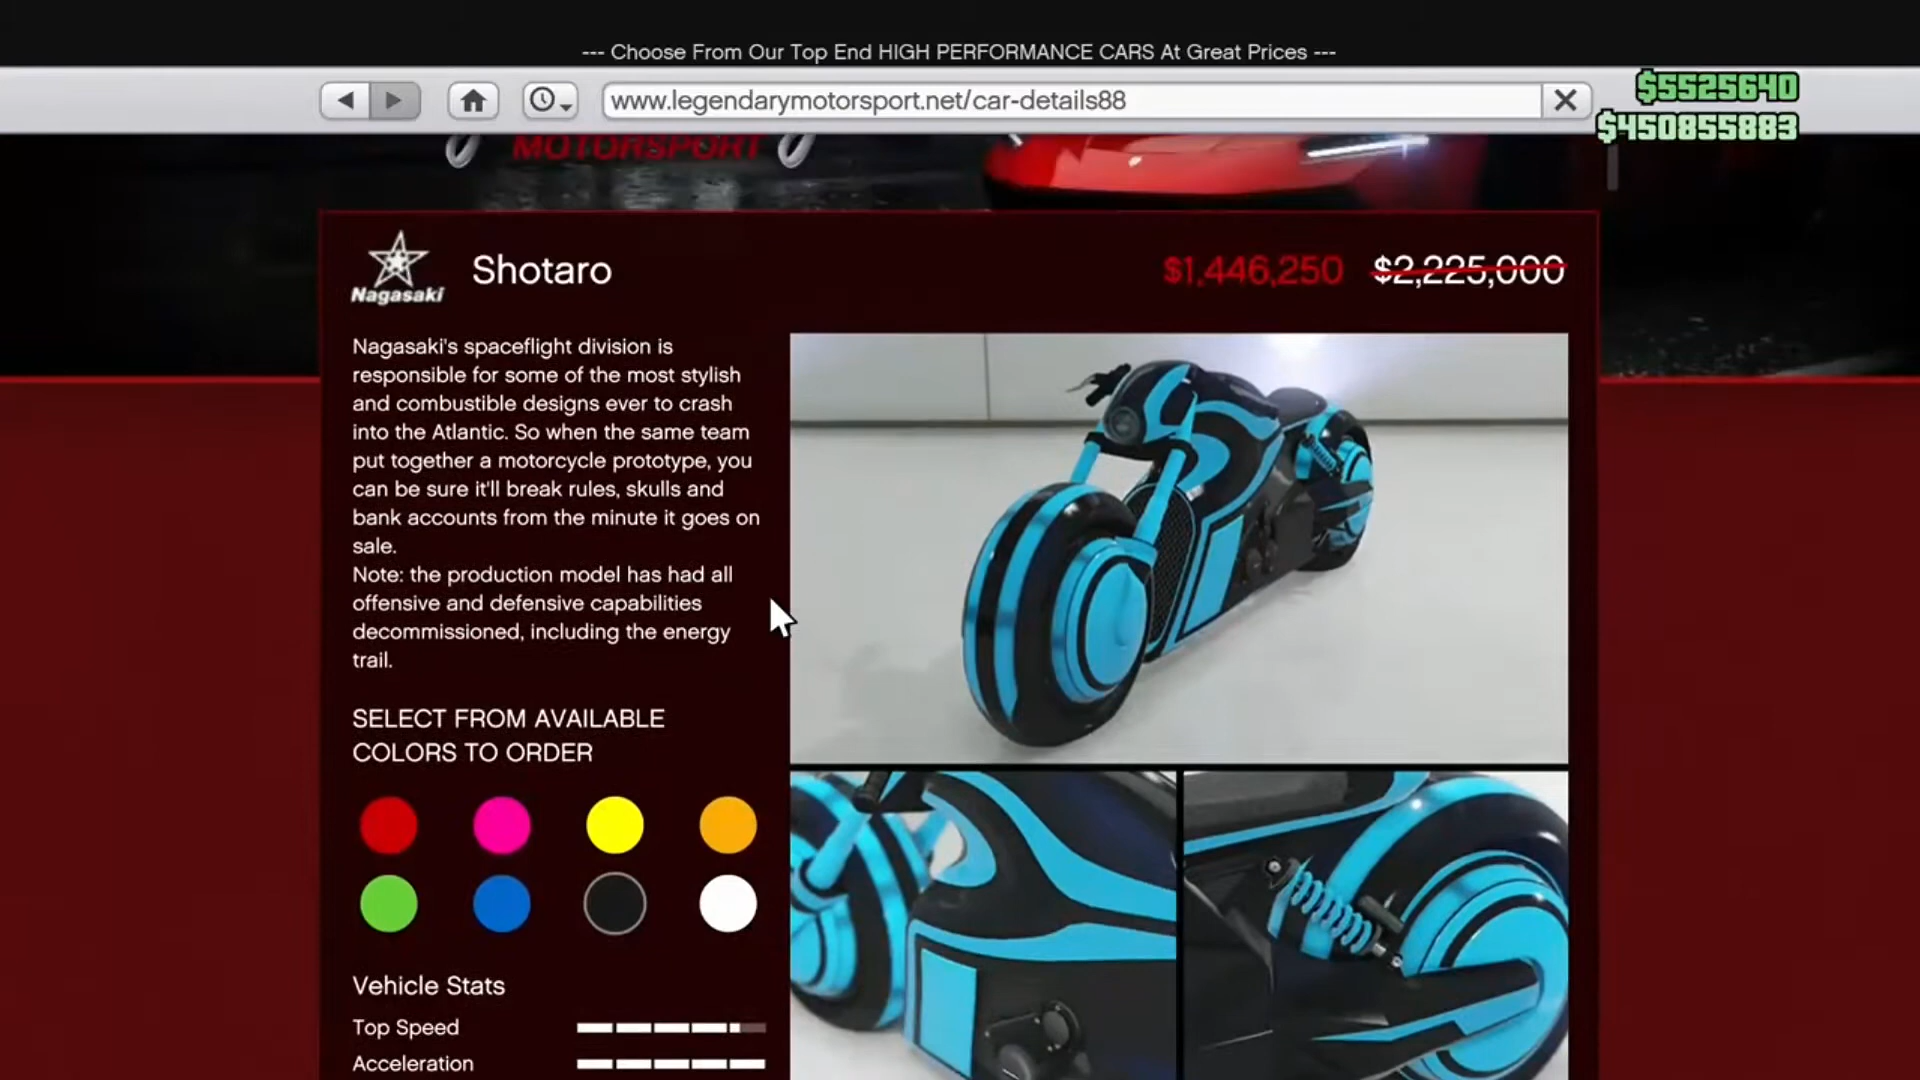 --- Choose From Our Top End HIGH PERFORMANCE CARS At Great Prices ---
www.legendarymotorsport.net/car-details88
$5525640
$450855883
MOTORSPORT
Nagasaki
Shotaro
$1,446,250 $2,225,000
Nagasaki's spaceflight division is
responsible for some of the most stylish
and combustible designs ever to crash
into the Atlantic. So when the same team
put together a motorcycle prototype, you
can be sure it'll break rules, skulls and
bank accounts from the minute it goes on
sale.
Note: the production model has had all
offensive and defensive capabilities
decommissioned, including the energy
trail.
SELECT FROM AVAILABLE
COLORS TO ORDER
Vehicle Stats
Top Speed
Acceleration